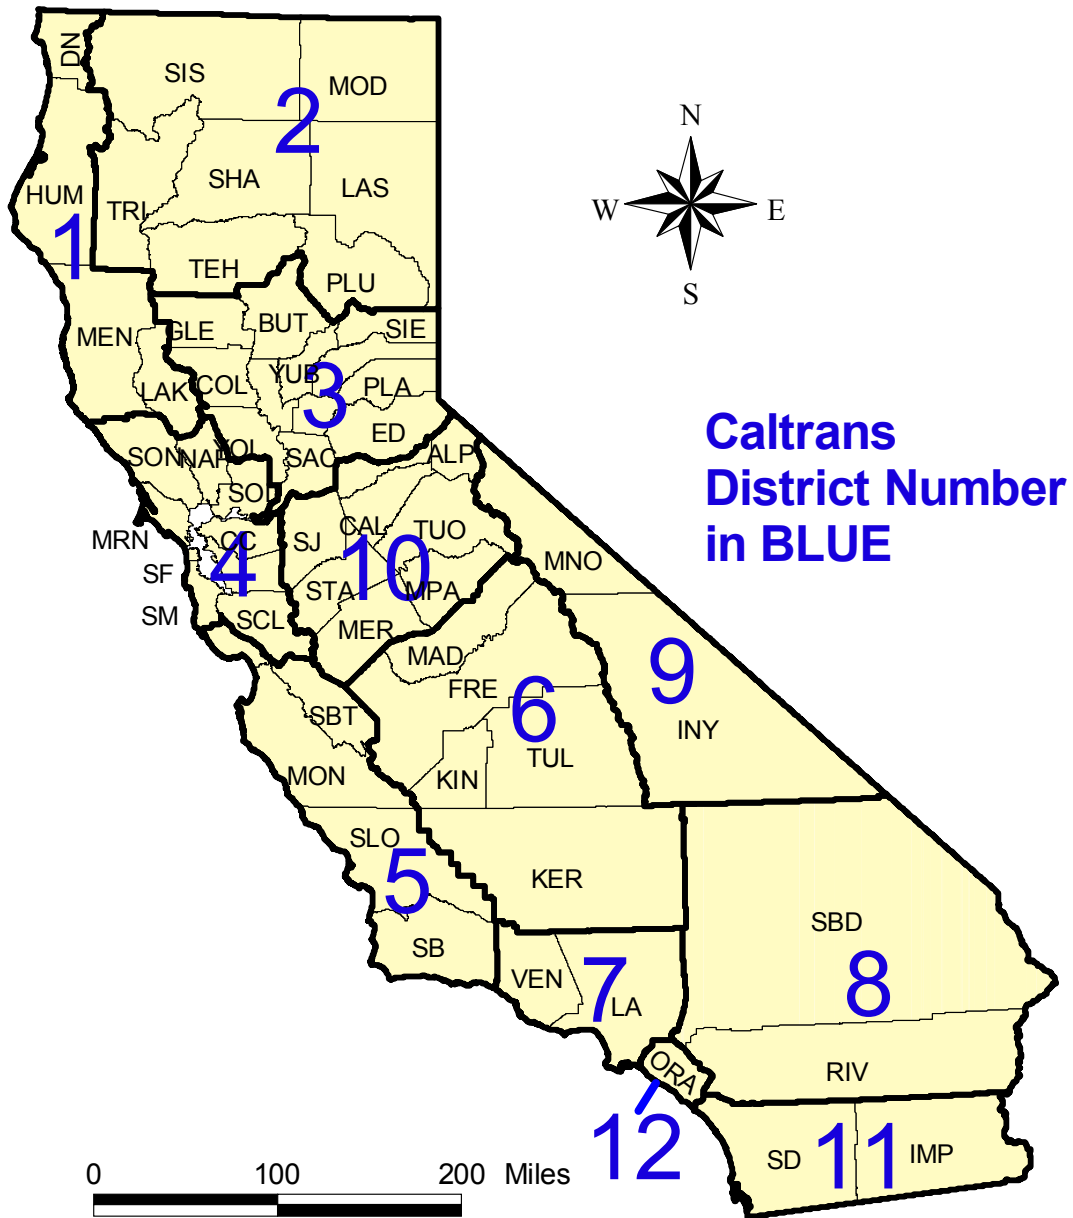 DN
SIS
MOD
2
N
HUM
TRI
SHA
LAS
W
E
1
TEH
PLU
S
MEN
GLE
BUT
SIE
LAK
COL
YUB
3
PLA
ED
SON
NAP
YOL
SAC
ALP
SOL
Caltrans
District Number
in BLUE
MRN
CC
SJ
CAL
TUO
SF
4
10
MNO
SM
SCL
STA
MPA
MER
MAD
9
FRE
6
SBT
INY
MON
KIN
TUL
SLO
5
KER
SBD
SB
VEN
7
LA
8
ORA
RIV
12
SD
11
IMP
0 100 200 Miles